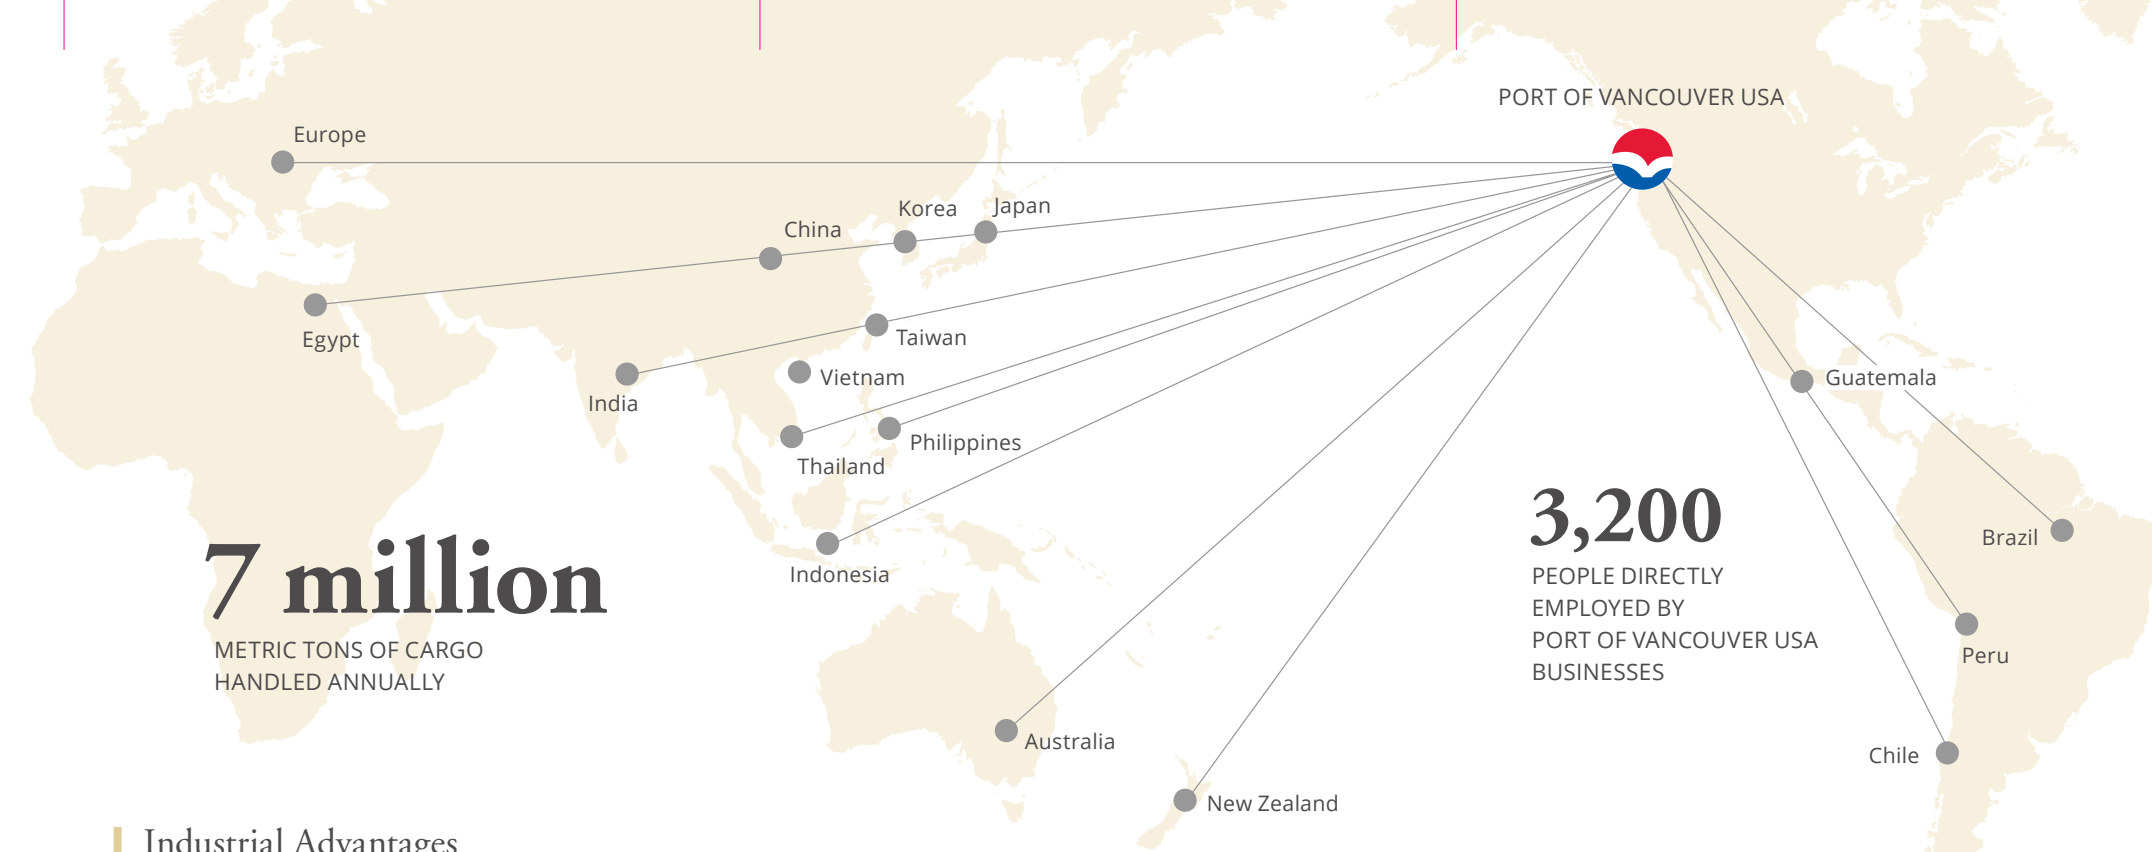 PORT OF VANCOUVER USA
Europe
Korea
Japan
China
Egypt
Taiwan
Vietnam
India
Guatemala
Philippines
Thailand
3,200
PEOPLE DIRECTLY
EMPLOYED BY
PORT OF VANCOUVER USA
BUSINESSES
Brazil
7 million
METRIC TONS OF CARGO
HANDLED ANNUALLY
Indonesia
Peru
Australia
Chile
New Zealand
Industrial Advantages